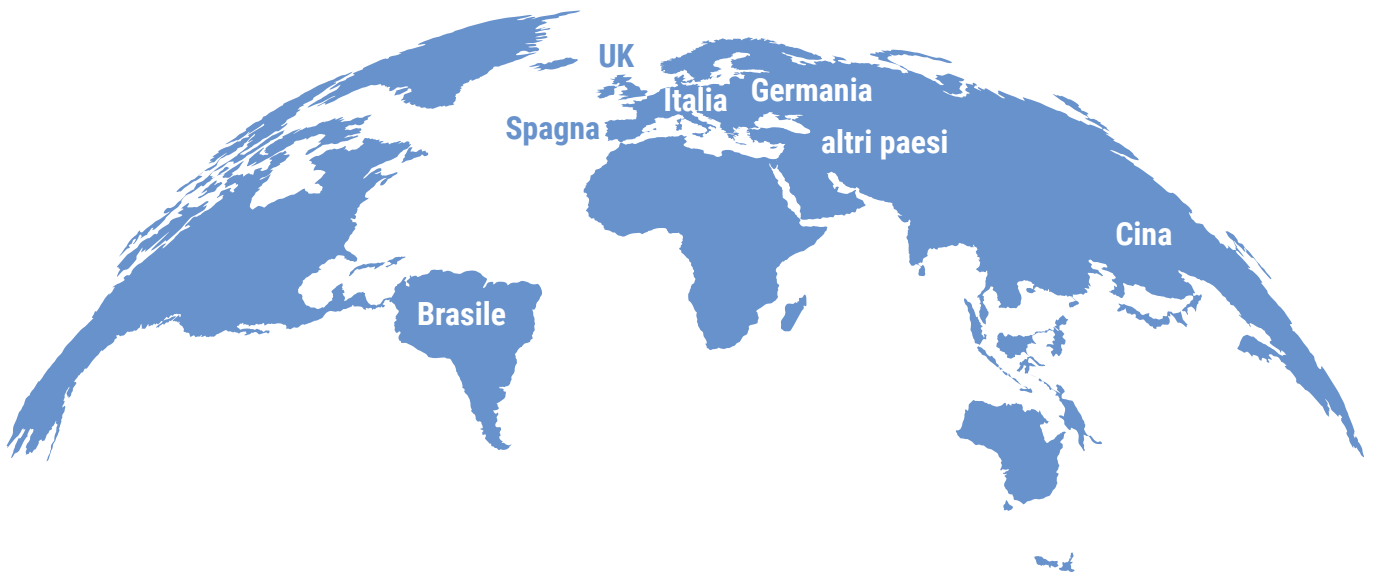 UK
Italia
Germania
Spagna
altri paesi
Cina
Brasile